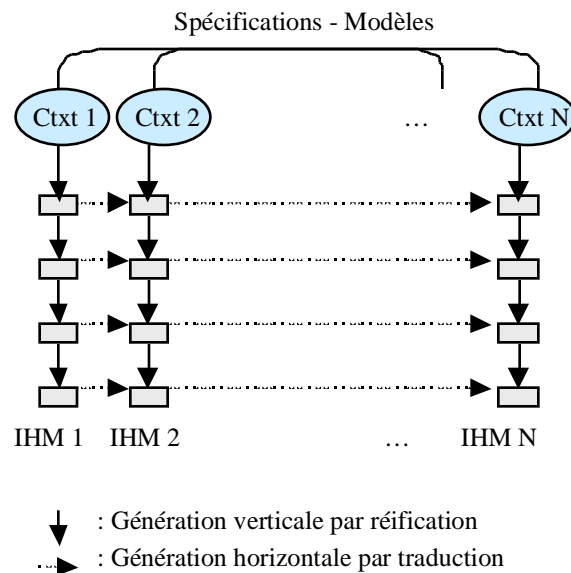 Spécifications - Modèles
Ctxt 1 Ctxt 2 … Ctxt N
IHM 1 IHM 2 … IHM N
: Génération verticale par réification
: Génération horizontale par traduction